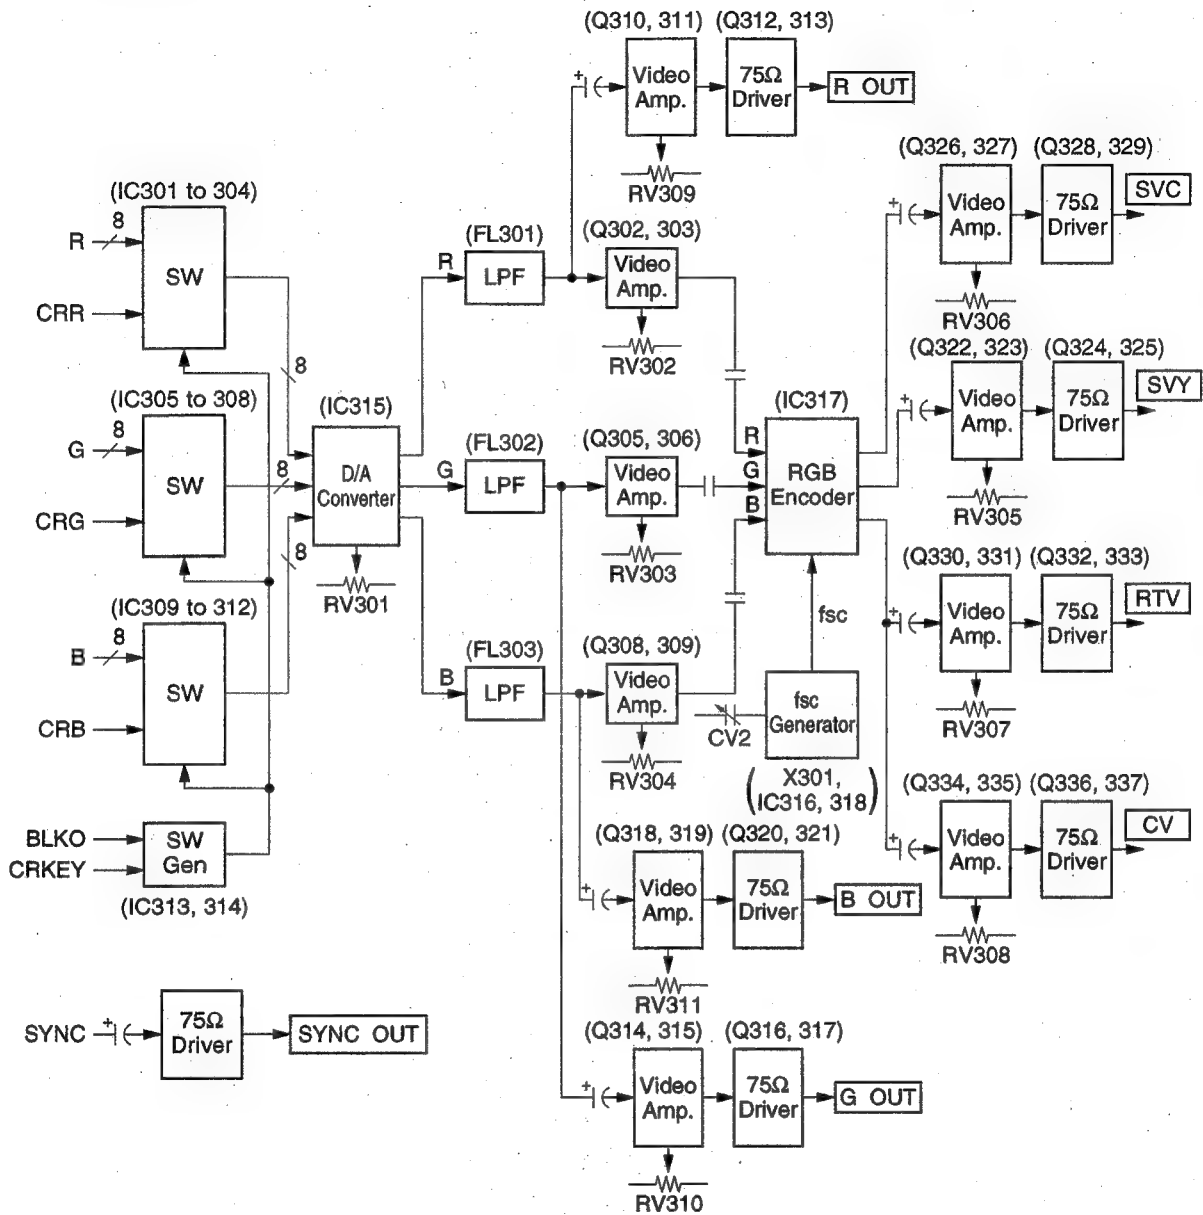 (Q310, 311) (Q312, 313)
+
Video Amp.
75Ω Driver
R OUT
RV309
(Q326, 327) (Q328, 329)
+
Video Amp.
75Ω Driver
SVC
RV306
(IC301 to 304)
8
R
SW
CRR
8
(FL301)
R
LPF
(Q302, 303)
Video Amp.
RV302
(Q322, 323) (Q324, 325)
+
Video Amp.
75Ω Driver
SVY
RV305
(IC305 to 308)
8
G
SW
CRG
8
(IC315)
D/A Converter
RV301
(FL302)
G
LPF
(Q305, 306)
Video Amp.
RV303
(IC317)
R
G
B
RGB Encoder
fsc
(Q330, 331) (Q332, 333)
+
Video Amp.
75Ω Driver
RTV
RV307
(IC309 to 312)
8
B
SW
CRB
8
(FL303)
B
LPF
(Q308, 309)
Video Amp.
RV304
CV2
fsc Generator
(X301, IC316, 318)
(Q334, 335) (Q336, 337)
+
Video Amp.
75Ω Driver
CV
RV308
BLKO
CRKEY
SW Gen
(IC313, 314)
(Q318, 319) (Q320, 321)
+
Video Amp.
75Ω Driver
B OUT
RV311
SYNC
+
75Ω Driver
SYNC OUT
(Q314, 315) (Q316, 317)
+
Video Amp.
75Ω Driver
G OUT
RV310